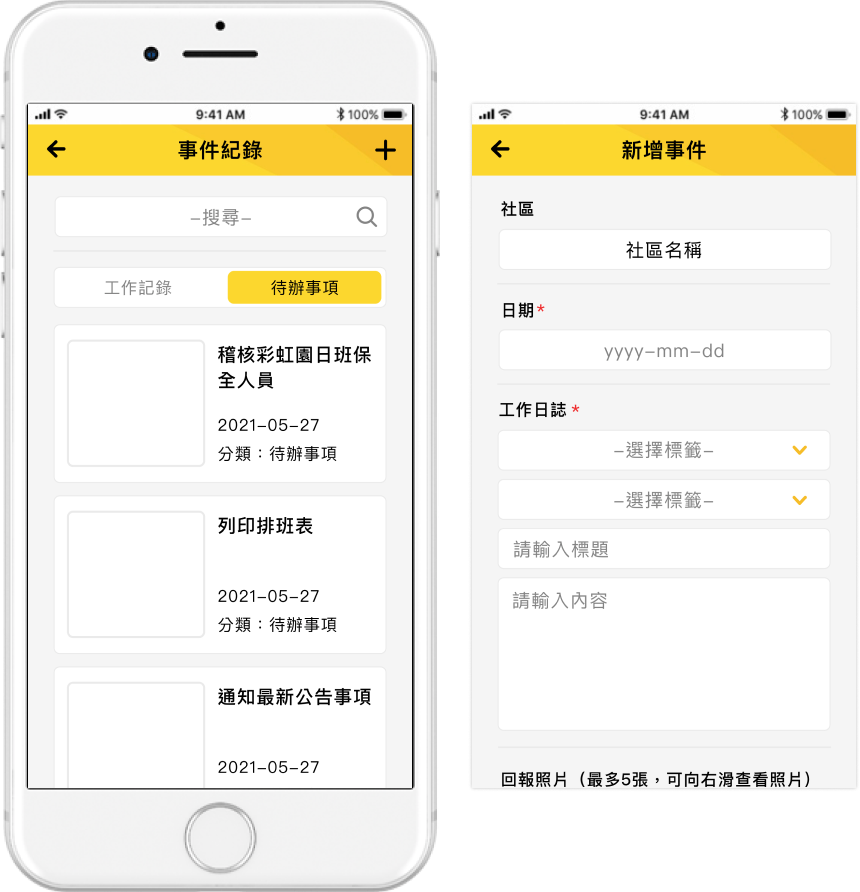 9:41 AM
100%
事件紀錄
–搜尋–
工作記錄
待辦事項
稽核彩虹園日班保
全人員
2021–05–27
分類：待辦事項
列印排班表
2021–05–27
分類：待辦事項
通知最新公告事項
2021–05–27
9:41 AM
100%
新增事件
社區
社區名稱
日期*
yyyy–mm–dd
工作日誌 *
–選擇標籤–
–選擇標籤–
請輸入標題
請輸入內容
回報照片（最多5張，可向右滑查看照片）